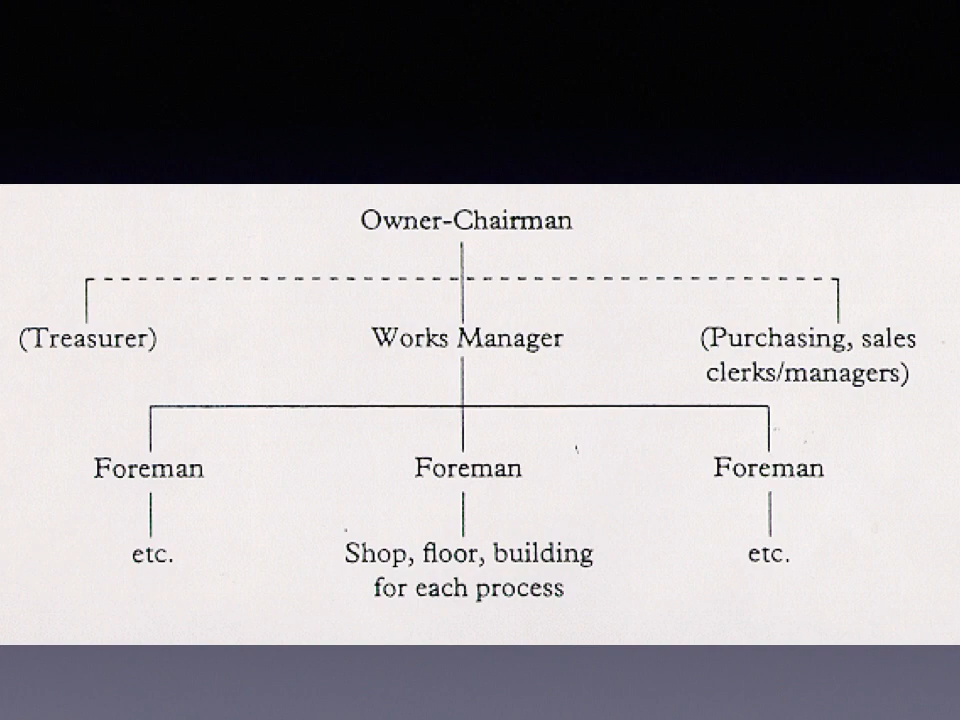 Owner-Chairman
(Treasurer)
Works Manager
(Purchasing, sales
clerks/managers)
Foreman
Foreman
Foreman
etc.
Shop, floor, building
for each process
etc.